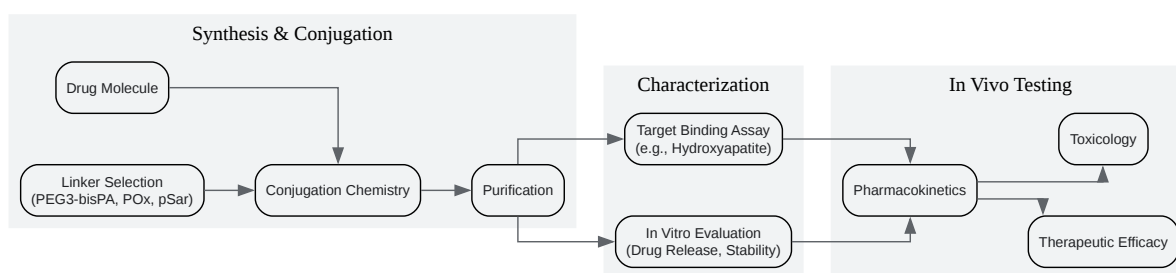 Synthesis & Conjugation
Drug Molecule
Linker Selection
(PEG3-bisPA, POx, pSar)
Conjugation Chemistry
Purification
Characterization
Target Binding Assay
(e.g., Hydroxyapatite)
In Vitro Evaluation
(Drug Release, Stability)
In Vivo Testing
Pharmacokinetics
Toxicology
Therapeutic Efficacy